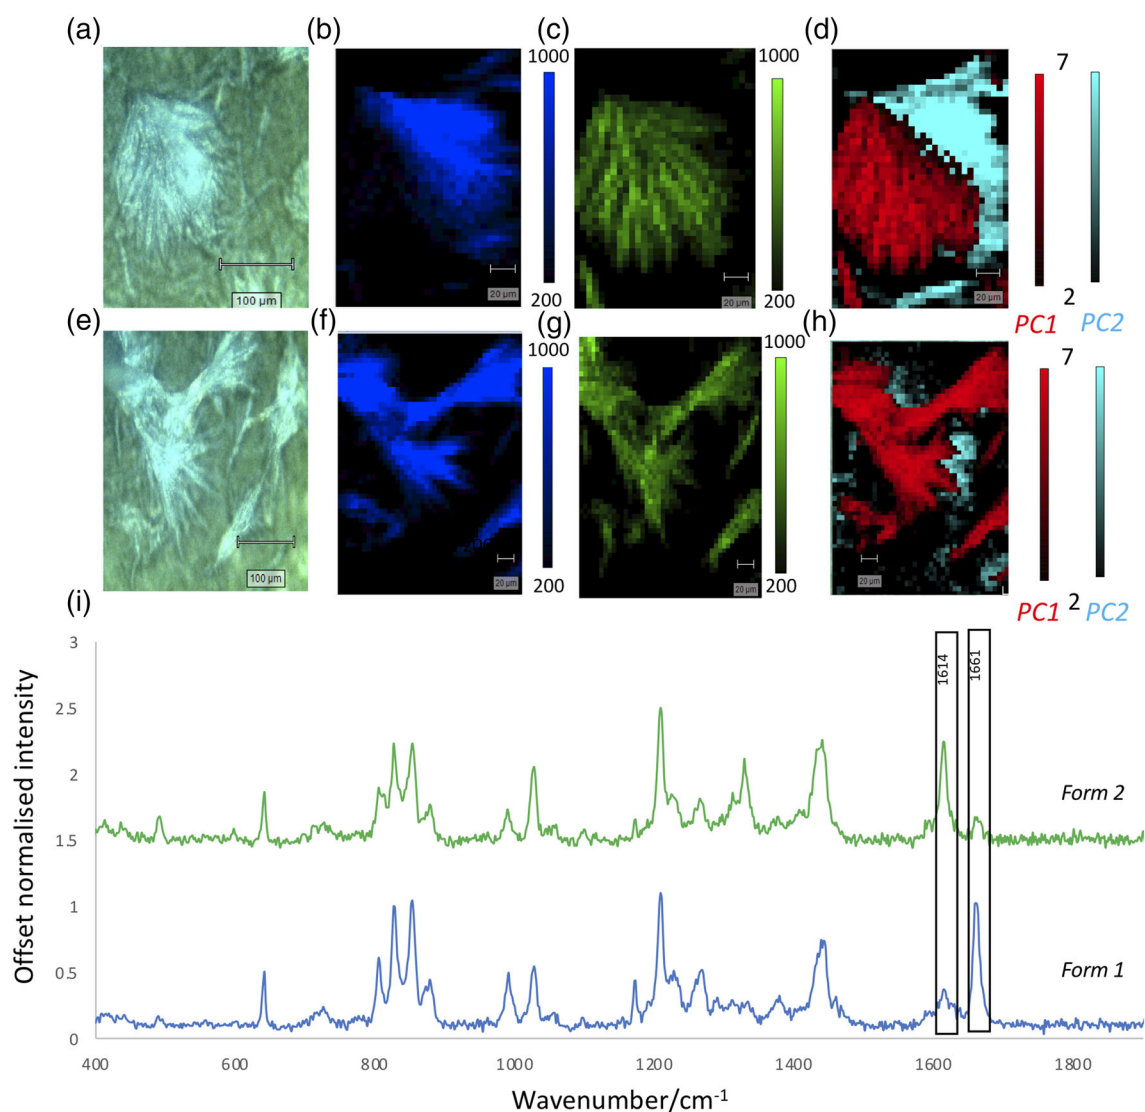 (a) (b) (c) (d)
1000 1000 7
100 µm 20 µm 200 20 µm 200 20 µm 2
PC1 PC2
(e) (f) (g) (h)
1000 1000 7
100 µm 20 µm 200 20 µm 200 20 µm
PC1 2 PC2
(i)
3
1614 1661
2.5
2
Form 2
1.5
1
Form 1
0.5
0
400 600 800 1000 1200 1400 1600 1800
Offset normalised intensity
Wavenumber/cm⁻¹